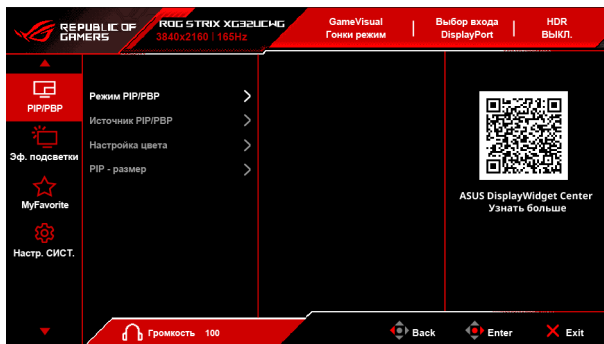 REPUBLIC OF
GAMERS
ROG STRIX XG32UCWG
3840x2160 | 165Hz
GameVisual
Гонки режим
Выбор входа
DisplayPort
HDR
ВЫКЛ.
PIP/PBP
Эф. подсветки
MyFavorite
Настр. СИСТ.
Режим PIP/PBP
Источник PIP/PBP
Настройка цвета
PIP - размер
ASUS DisplayWidget Center
Узнать больше
Громкость 100
Back
Enter
Exit